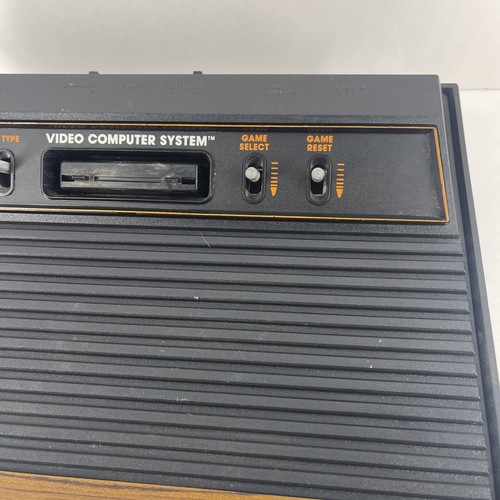 TYPE
VIDEO COMPUTER SYSTEM™
GAME
SELECT
GAME
RESET